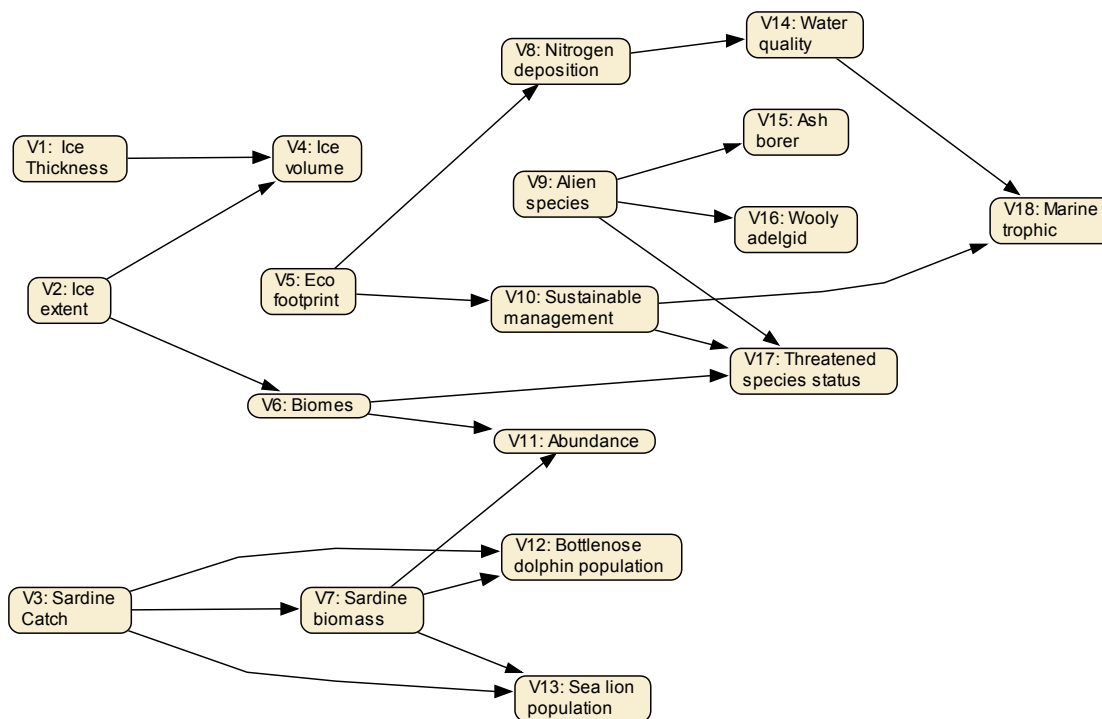 V14: Water
quality
V8: Nitrogen
deposition
V15: Ash
borer
V1:  Ice
Thickness
V4: Ice
volume
V9: Alien
species
V16: Wooly
adelgid
V18: Marine
trophic
V2: Ice
extent
V5: Eco
footprint
V10: Sustainable
management
V17: Threatened
species status
V6: Biomes
V11: Abundance
V12: Bottlenose
dolphin population
V3: Sardine
Catch
V7: Sardine
biomass
V13: Sea lion
population